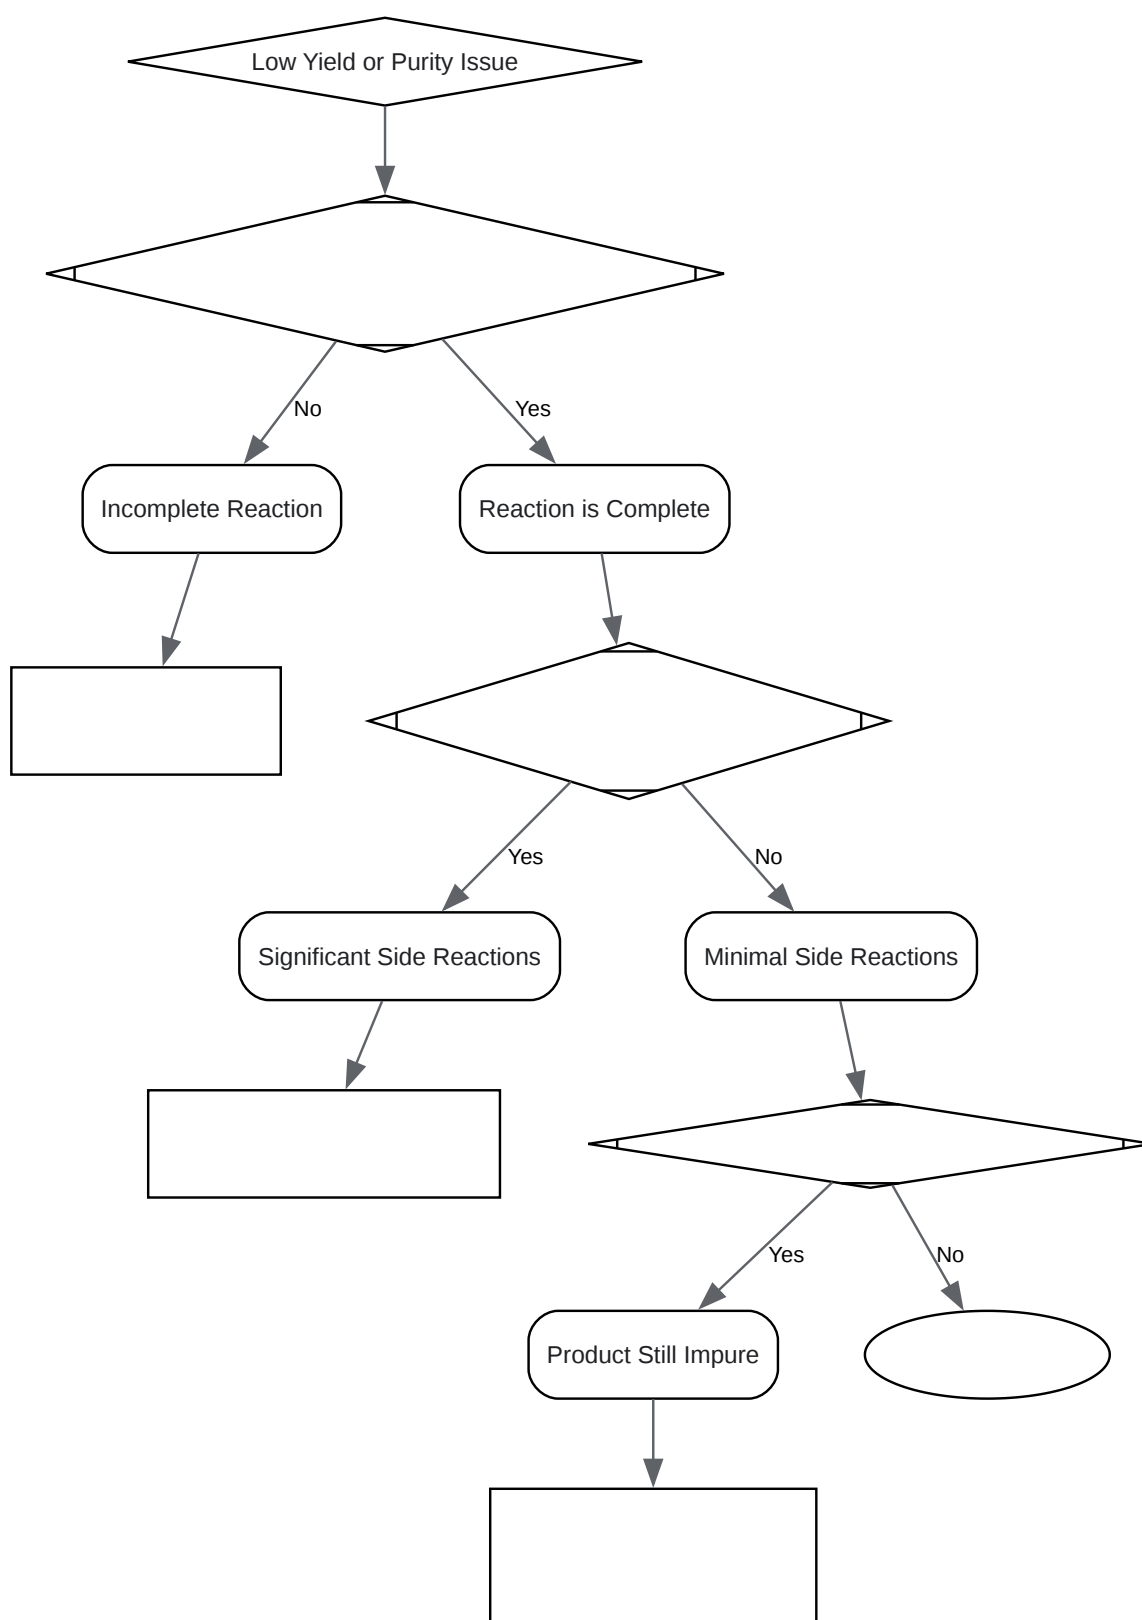 Low Yield or Purity Issue
No
Yes
Incomplete Reaction
Reaction is Complete
Yes
No
Significant Side Reactions
Minimal Side Reactions
Yes
No
Product Still Impure